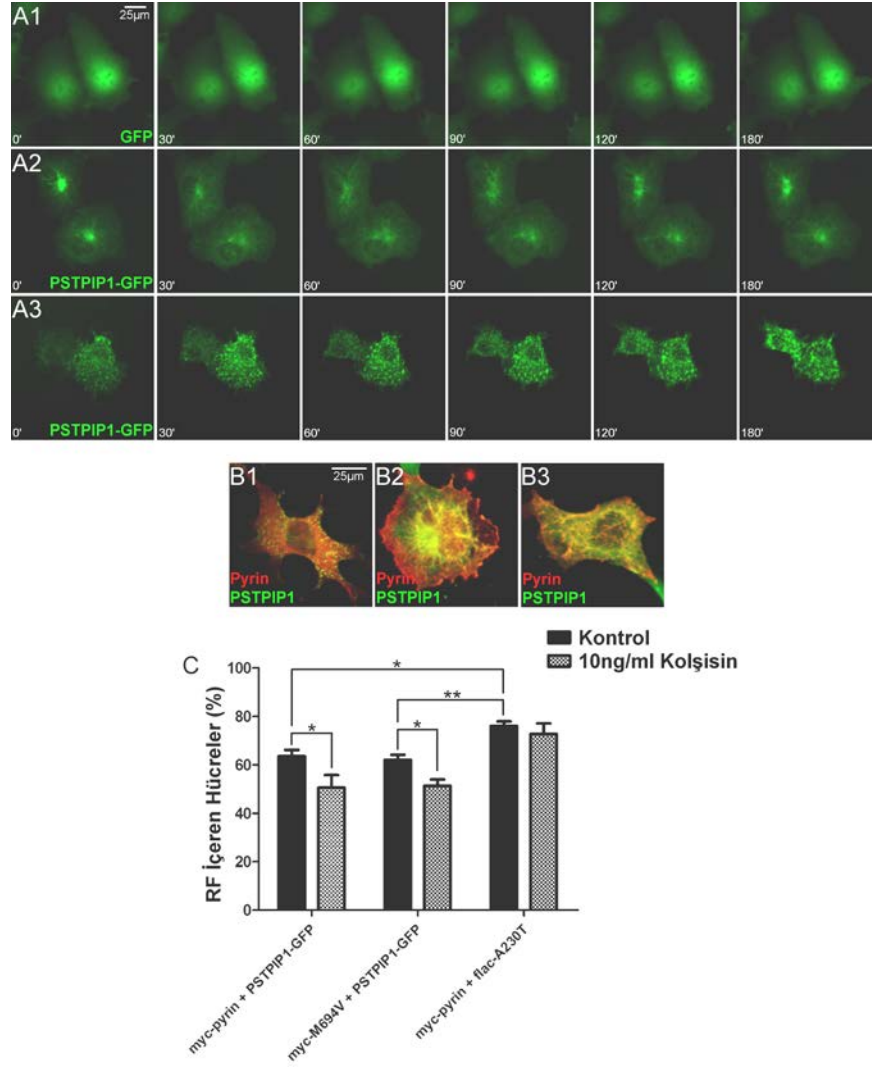 A1
25µm
0'
GFP
30'
60'
90'
120'
180'
A2
0'
PSTPIP1-GFP
30'
60'
90'
120'
180'
A3
0'
PSTPIP1-GFP
30'
60'
90'
120'
180'
B1
25µm
Pyrin
PSTPIP1
B2
Pyrin
PSTPIP1
B3
Pyrin
PSTPIP1
Kontrol
10ng/ml Kolşisin
C
RF İçeren Hücreler (%)
100
80
60
40
20
0
*
*
**
*
myc-pyrin + PSTPIP1-GFP
myc-M694V + PSTPIP1-GFP
myc-pyrin + flac-A230T